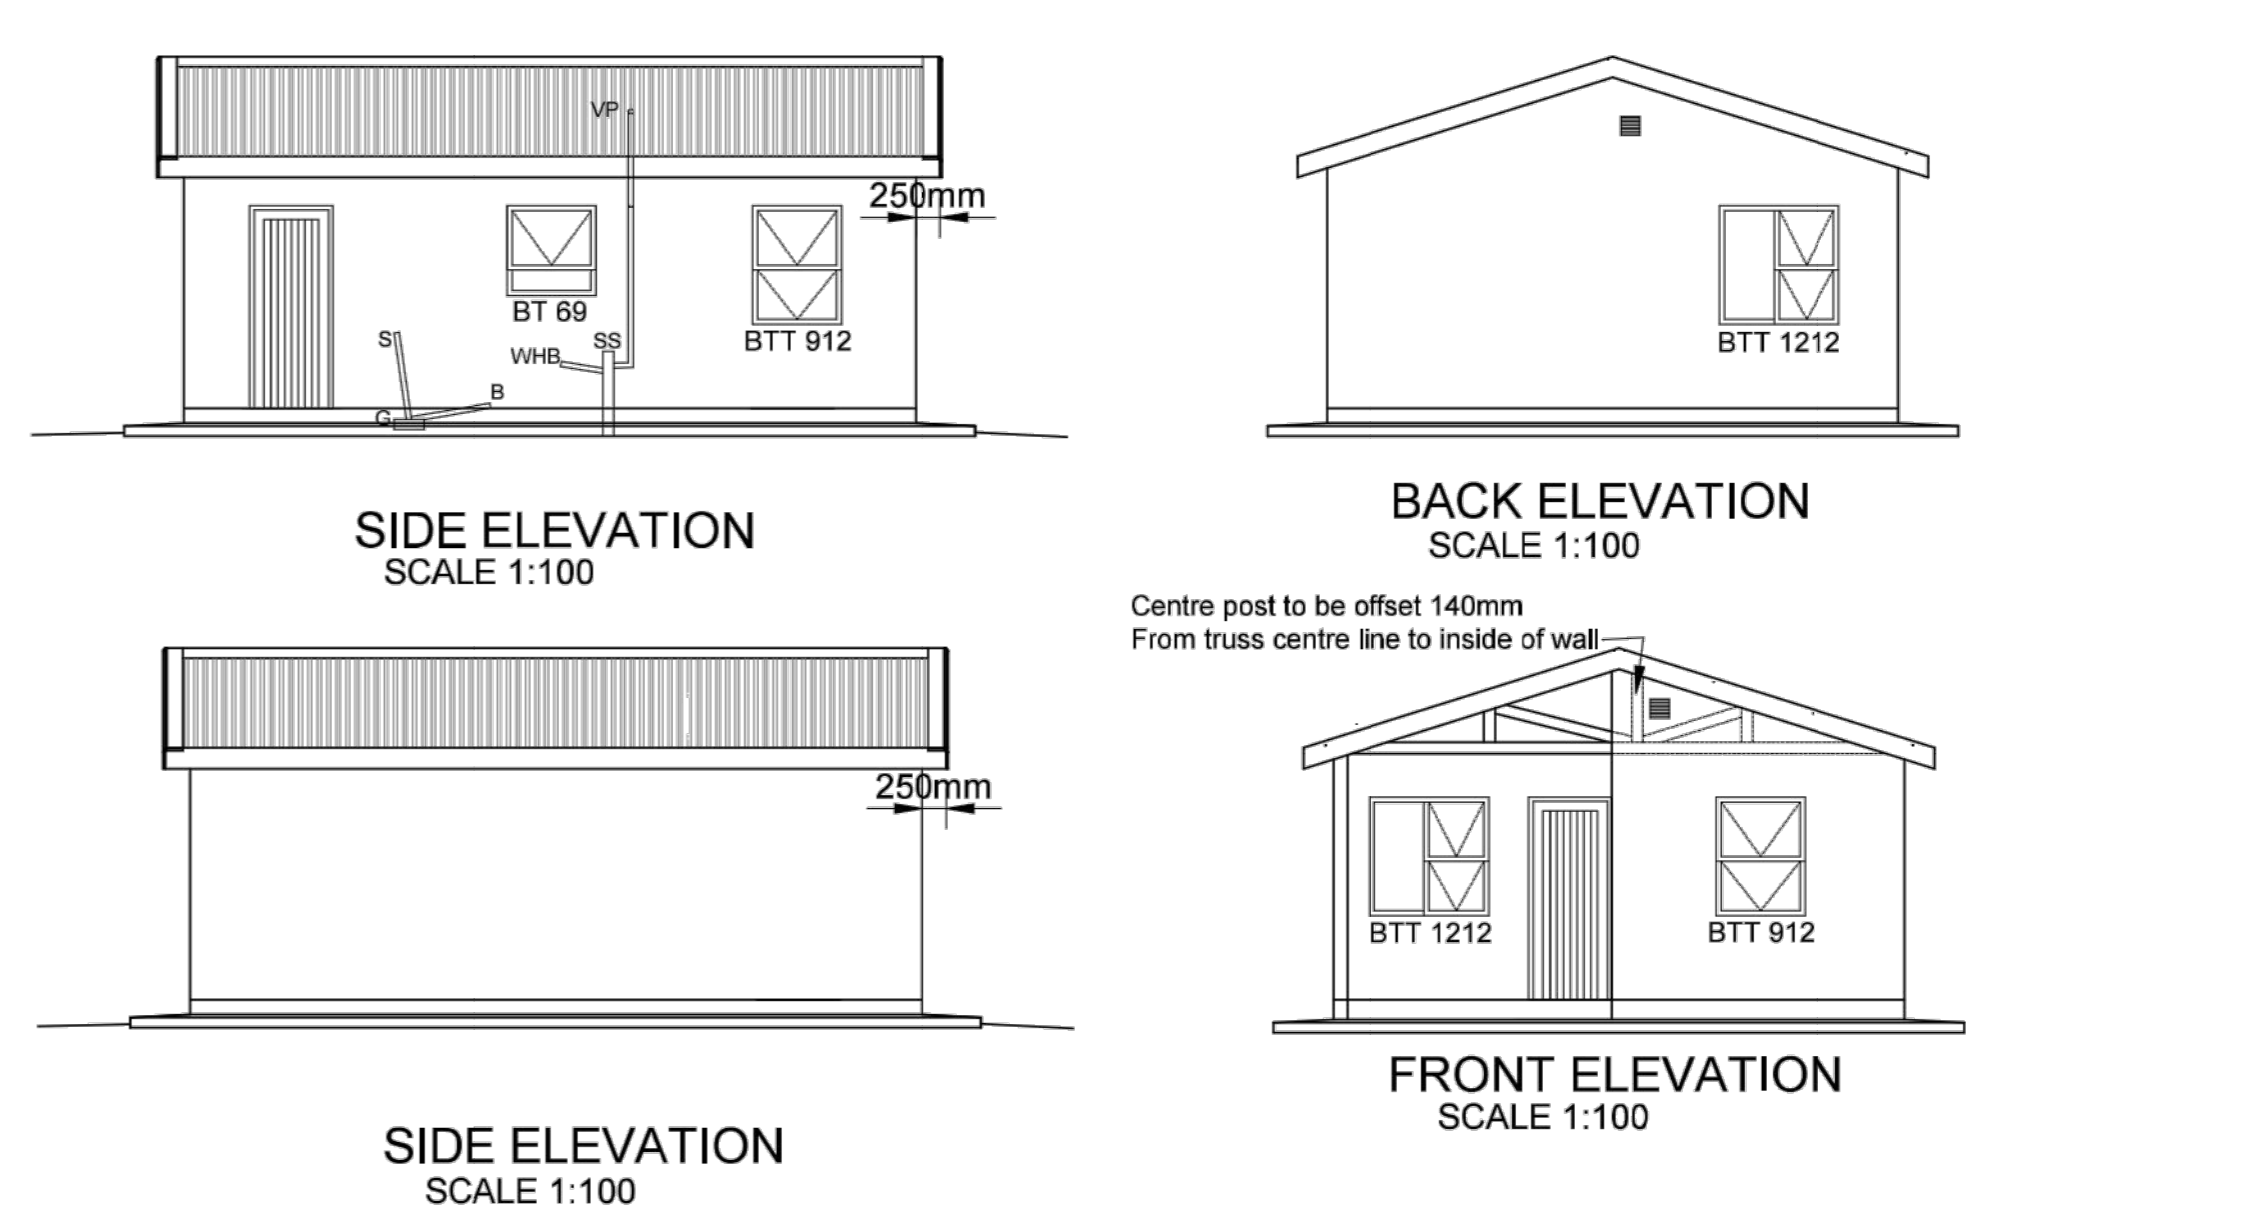 VP
250mm
BT 69
S
SS
WHB
BTT 912
B
G
SIDE ELEVATION
SCALE 1:100
BTT 1212
BACK ELEVATION
SCALE 1:100
250mm
SIDE ELEVATION
SCALE 1:100
Centre post to be offset 140mm
From truss centre line to inside of wall
BTT 1212
BTT 912
FRONT ELEVATION
SCALE 1:100